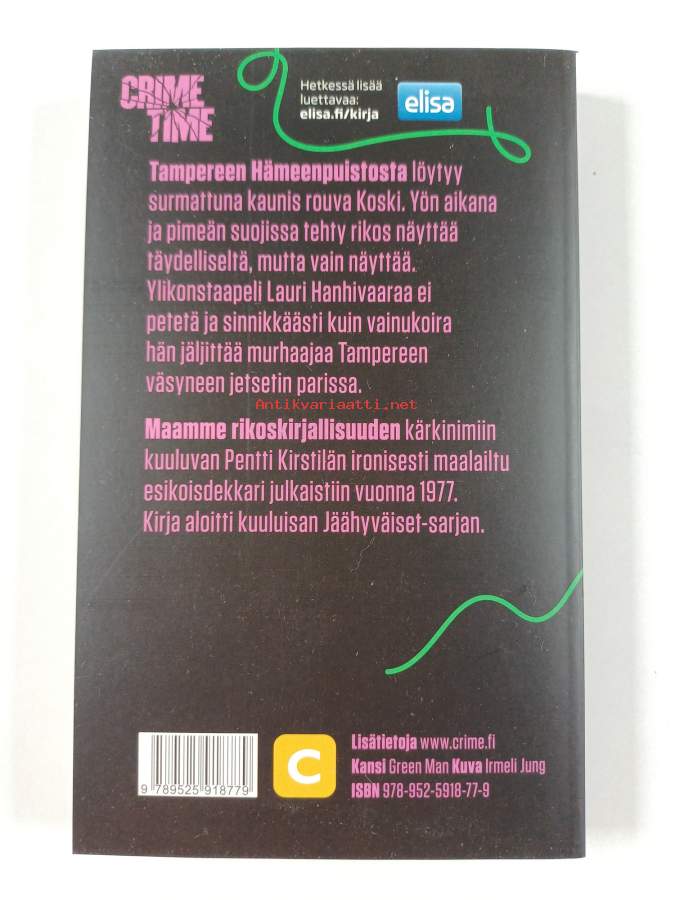 CRIME
TIME
Hetkessä lisää
luettavaa:
elisa.fi/kirja
elisa
Tampereen Hämeenpuistosta löytyy
surmattuna kaunis rouva Koski. Yön aikana
ja pimeän suojissa tehty rikos näyttää
täydelliseltä, mutta vain näyttää.
Ylikonstaapeli Lauri Hanhivaaraa ei
petetä ja sinnikkäästi kuin vainukoira
hän jäljittää murhaajaa Tampereen
väsyneen jetsetin parissa.
Antikvariaatti.net
Maamme rikoskirjallisuuden kärkinimiin
kuuluvan Pentti Kirstilän ironisesti maalailtu
esikoisdekkari julkaistiin vuonna 1977.
Kirja aloitti kuuluisan Jäähyväiset-sarjan.
9 789525 918779
C
Lisätietoja www.crime.fi
Kansi Green Man Kuva Irmeli Jung
ISBN 978-952-5918-77-9